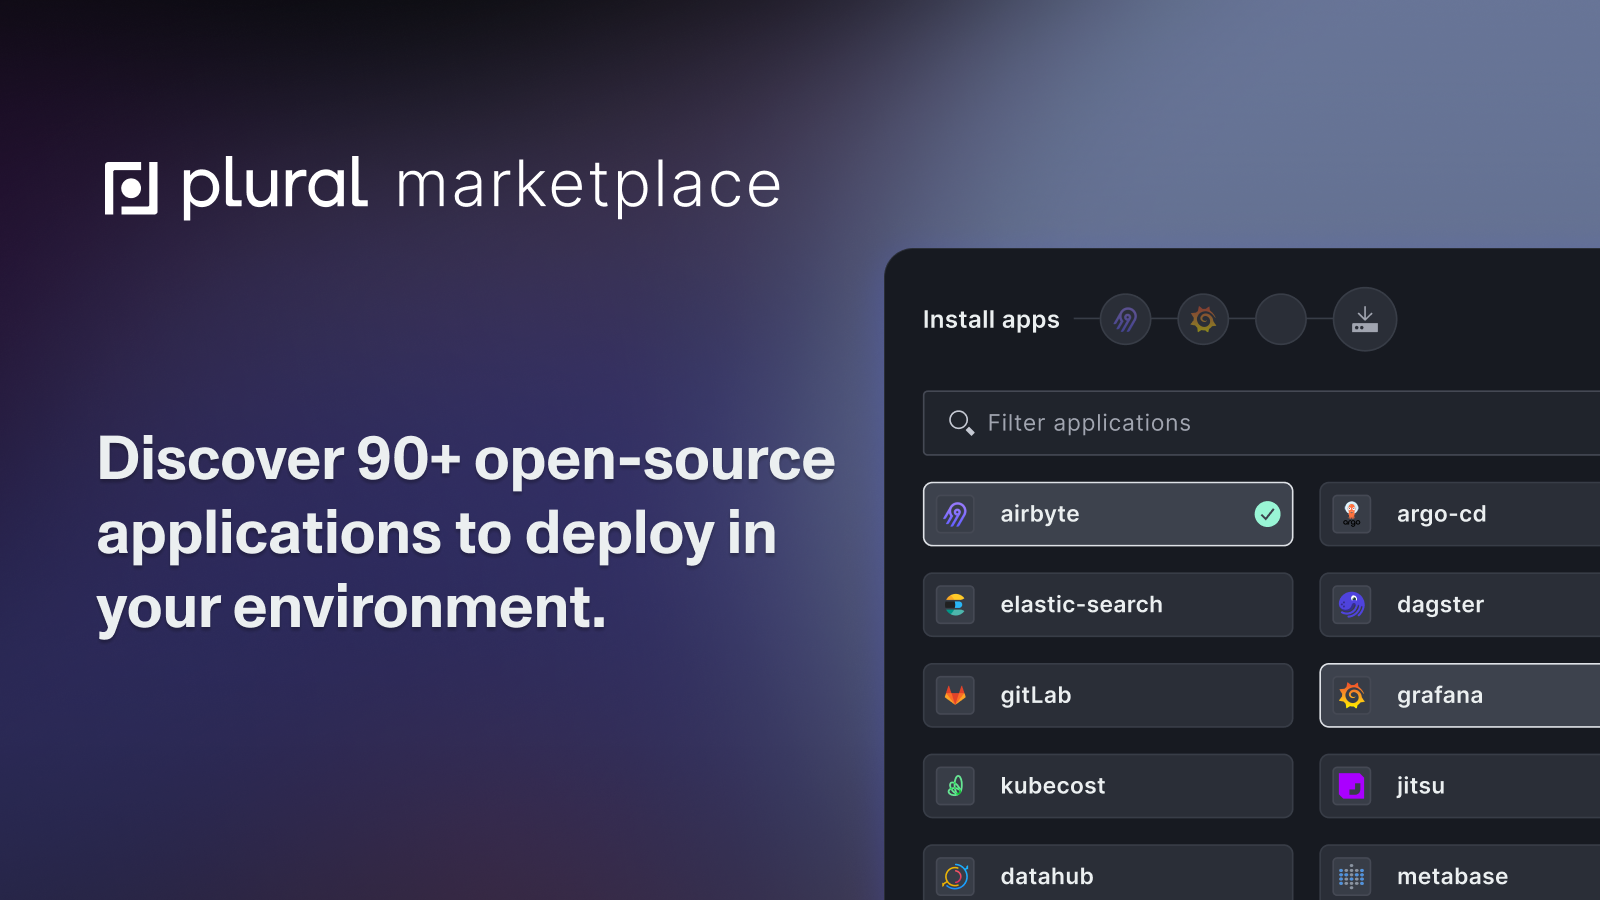 plural marketplace
Discover 90+ open-source
applications to deploy in
your environment.
Install apps
Filter applications
airbyte
argo-cd
argo
elastic-search
dagster
gitLab
grafana
kubecost
jitsu
datahub
metabase